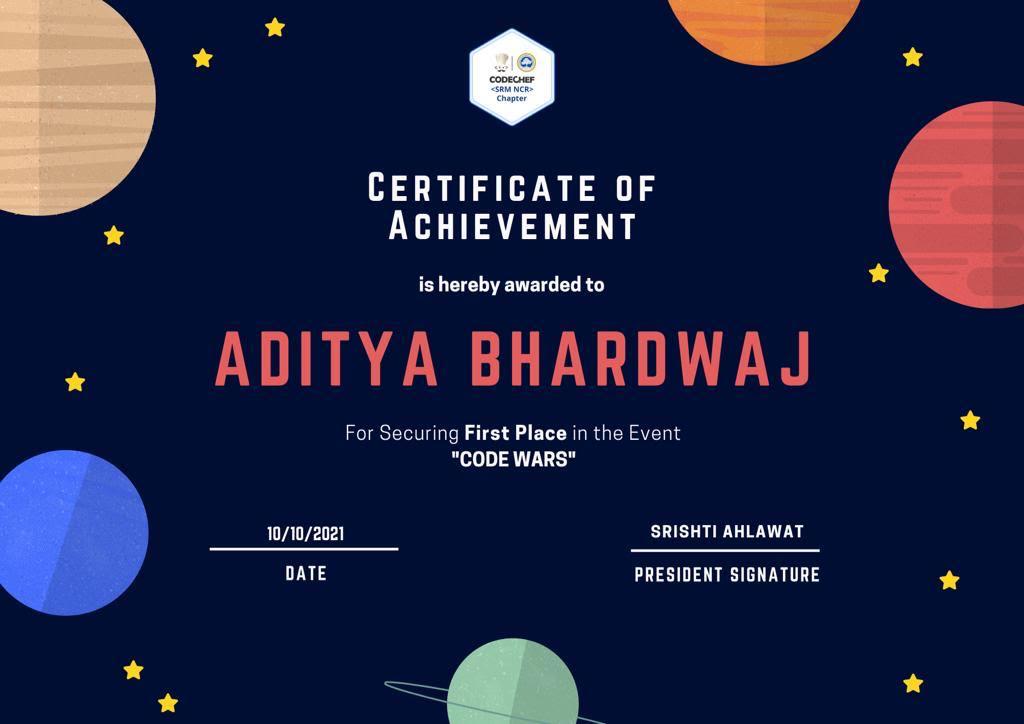 CODECHEF
<SRM NCR>
Chapter
CERTIFICATE OF
ACHIEVEMENT
is hereby awarded to
ADITYA BHARDWAJ
For Securing First Place in the Event
"CODE WARS"
10/10/2021
DATE
SRISHTI AHLAWAT
PRESIDENT SIGNATURE